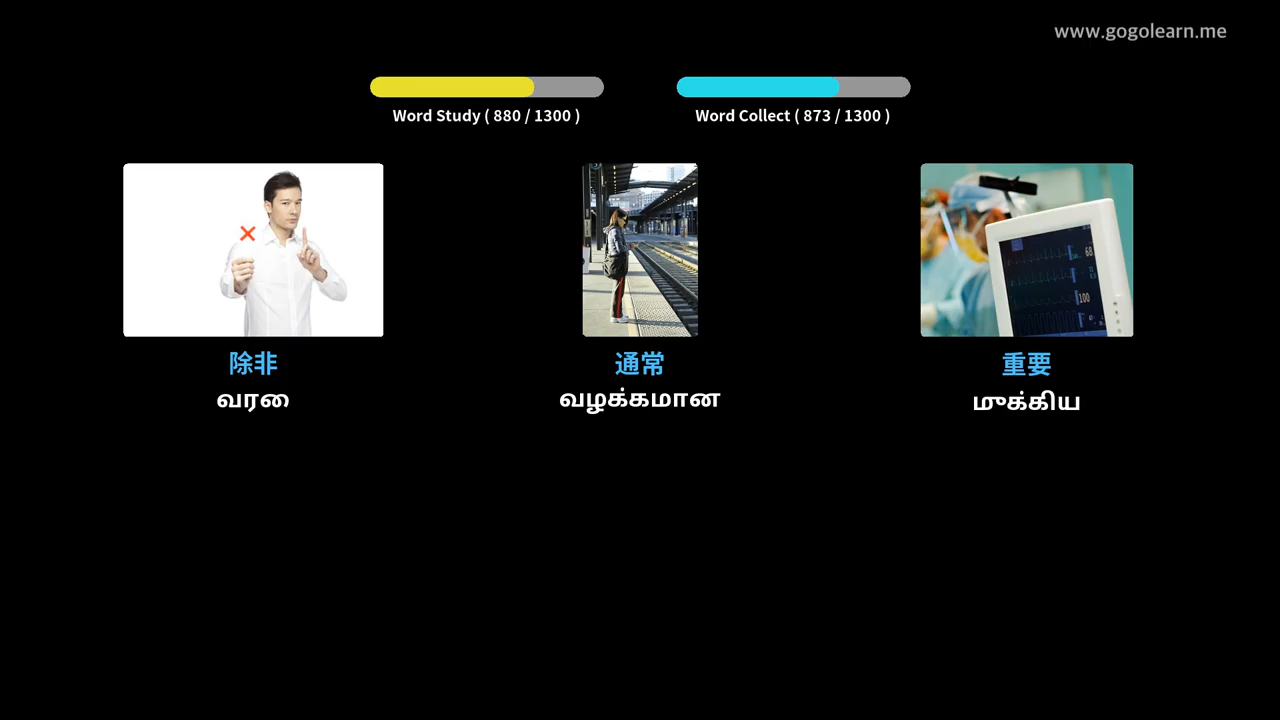 www.gogolearn.me
Word Study ( 880 / 1300 )
Word Collect ( 873 / 1300 )
除非
வரை
通常
வழக்கமான
重要
முக்கிய